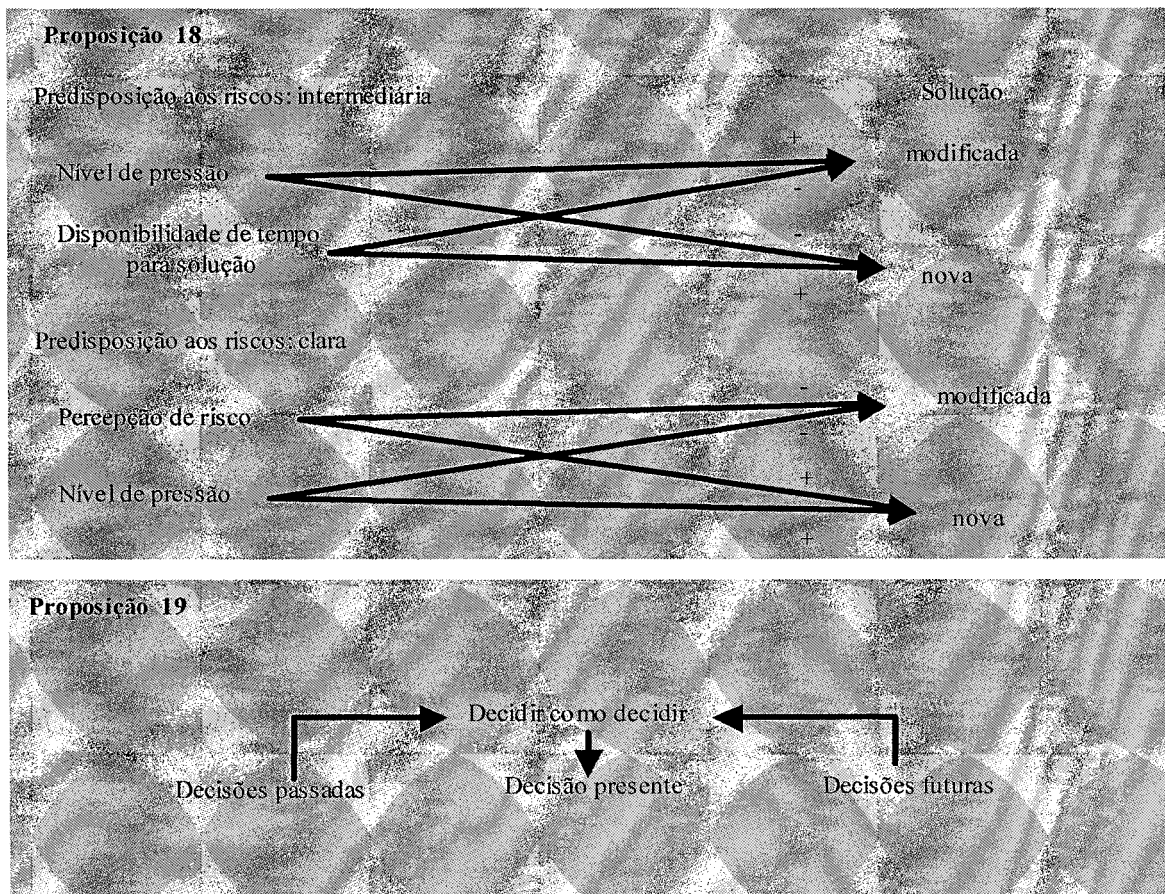 Proposição 18
Predisposição aos riscos: intermediária
Solução
+
modificada
Nível de pressão
-
Disponibilidade de tempo
para solução
-
nova
+
Predisposição aos riscos: clara
-
modificada
Percepção de risco
-
+
Nível de pressão
nova
+
Proposição 19
Decidir como decidir
Decisões passadas
Decisão presente
Decisões futuras